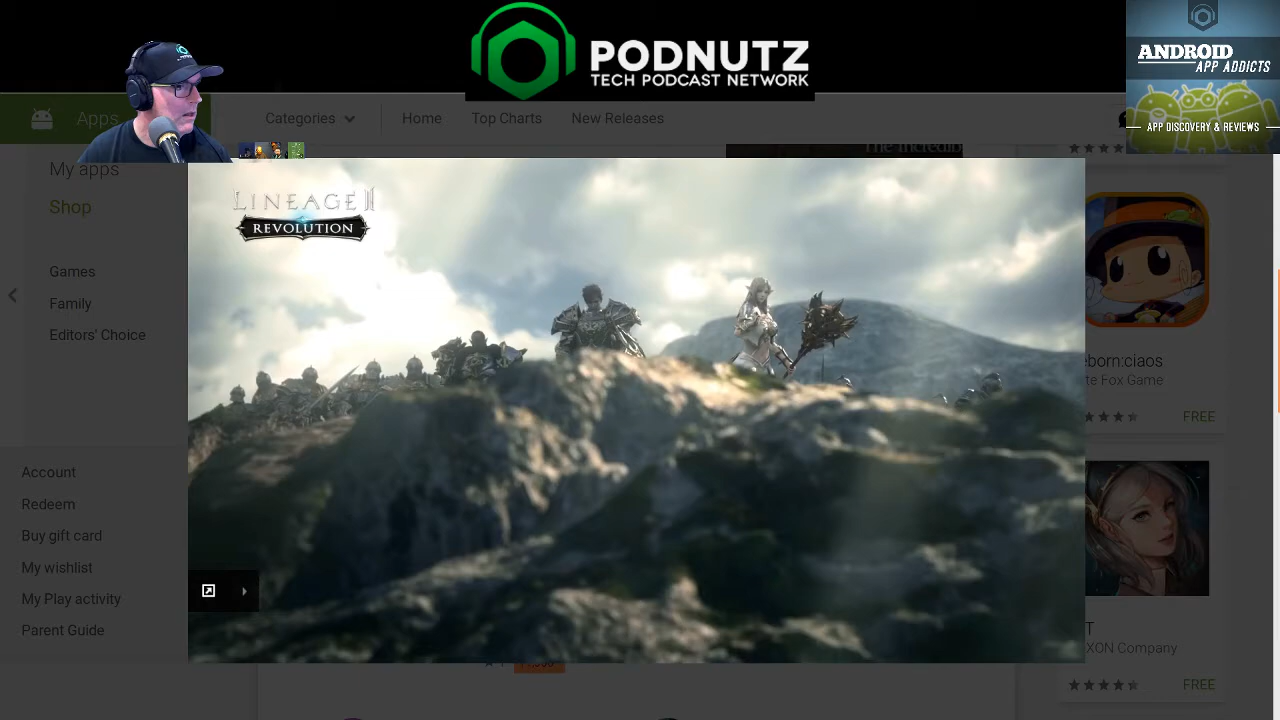 PODNUTZ
TECH PODCAST NETWORK
ANDROID
APP ADDICTS
APP DISCOVERY & REVIEWS
Apps
Categories
Home
Top Charts
New Releases
My apps
Shop
Games
Family
Editors' Choice
Account
Redeem
Buy gift card
My wishlist
My Play activity
Parent Guide
LINEAGE II
REVOLUTION
eborn:ciaos
te Fox Game
FREE
T
XON Company
FREE